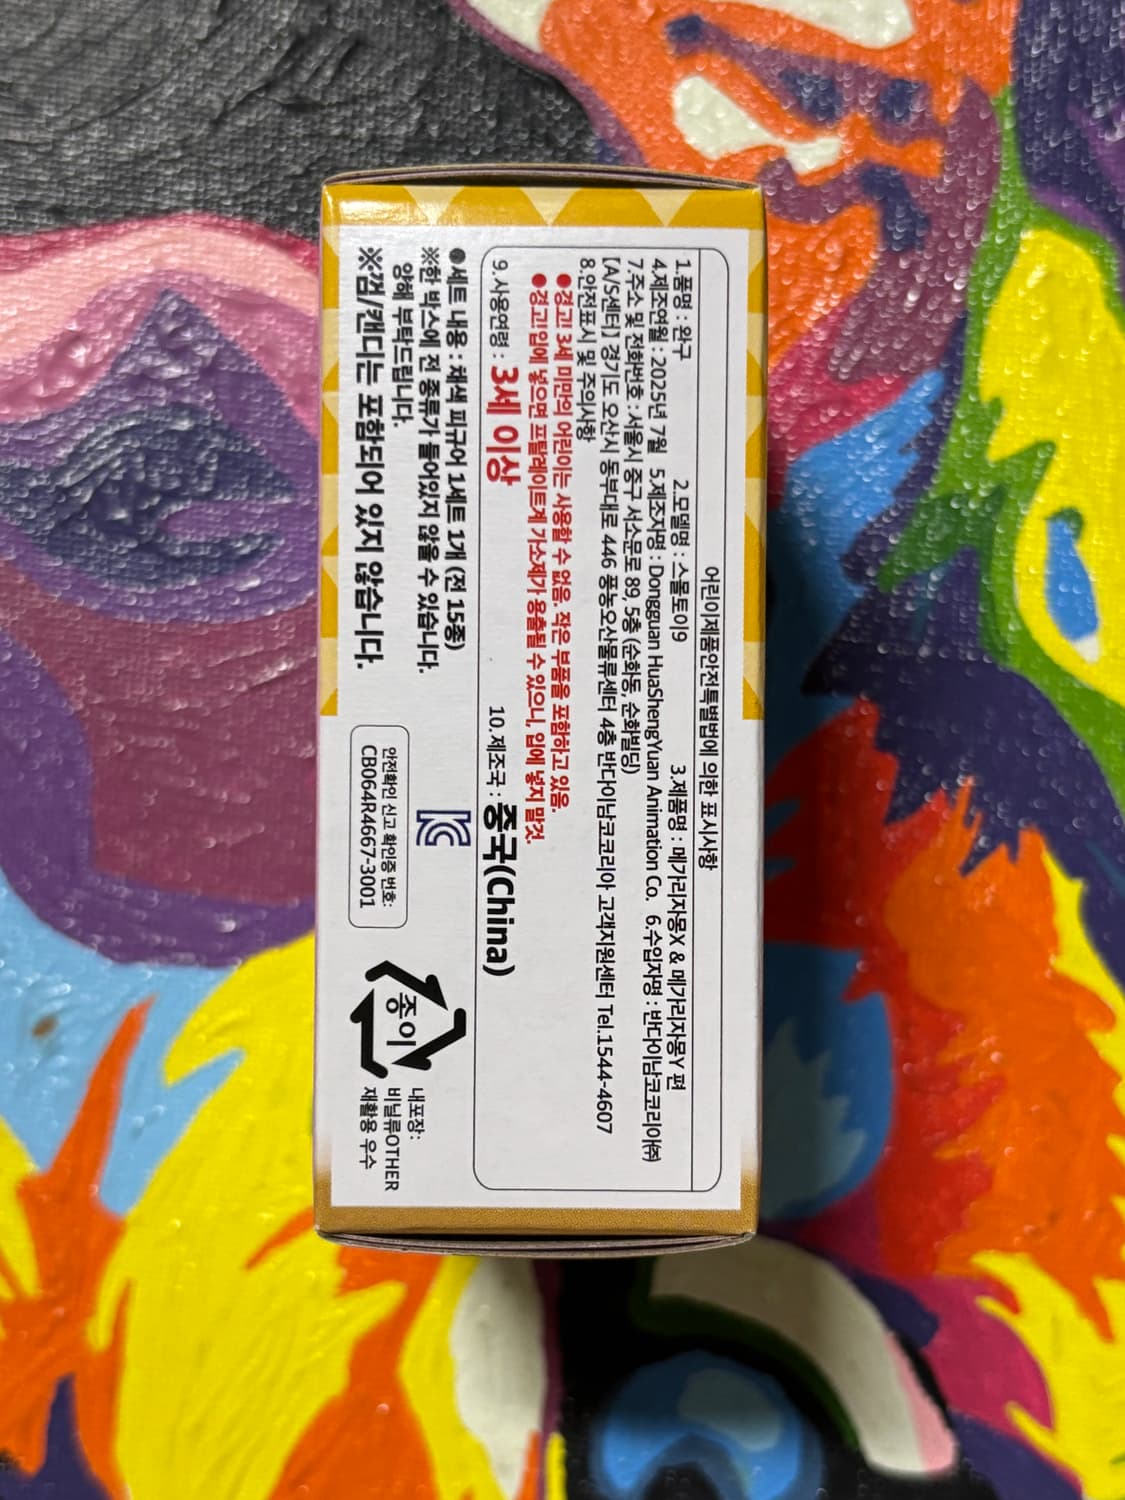 어린이제품안전특별법에 의한 표시사항
1.품명 : 완구 2.모델명 : 스몰토이9 3.제품명 : 메가리자몽X & 메가리자몽Y 편
4.제조연월 : 2025년 7월 5.제조자명 : Dongguan HuaShengYuan Animation Co. 6.수입자명 : 반다이남코코리아㈜
7.주소 및 전화번호 : 서울시 중구 서소문로 89, 5층 (순화동, 순화빌딩)
[A/S센터] 경기도 오산시 동부대로 446 풍농오산물류센터 4층 반다이남코코리아 고객지원센터 Tel.1544-4607
8.안전표시 및 주의사항
●경고! 3세 미만의 어린이는 사용할 수 없음. 작은 부품을 포함하고 있음.
●경고!입에 넣으면 프탈레이트계 가소제가 용출될 수 있으니, 입에 넣지 말것.
9.사용연령 : 3세 이상 10.제조국 : 중국(China)
●세트 내용 : 채색 피규어 1세트 1개 (전 15종)
※한 박스에 전 종류가 들어있지 않을 수 있습니다.
양해 부탁드립니다.
※껌/캔디는 포함되어 있지 않습니다.
KC
안전확인 신고 확인증 번호:
CB064R4667-3001
종이
내포장:
비닐류OTHER
재활용 우수